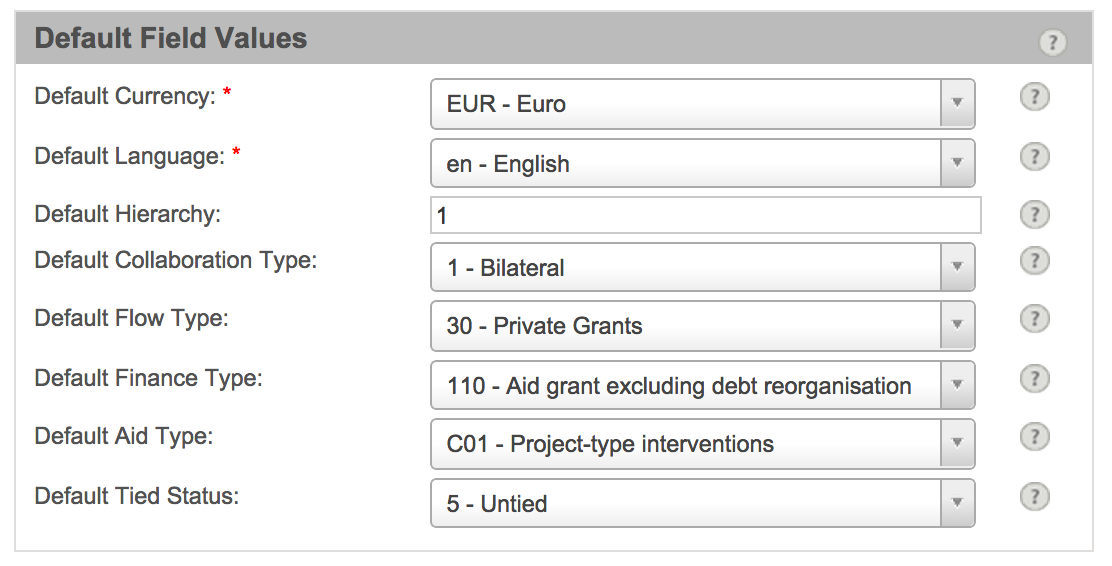 Default Field Values ?
Default Currency: * EUR - Euro ?
Default Language: * en - English ?
Default Hierarchy: 1 ?
Default Collaboration Type: 1 - Bilateral ?
Default Flow Type: 30 - Private Grants ?
Default Finance Type: 110 - Aid grant excluding debt reorganisation ?
Default Aid Type: C01 - Project-type interventions ?
Default Tied Status: 5 - Untied ?